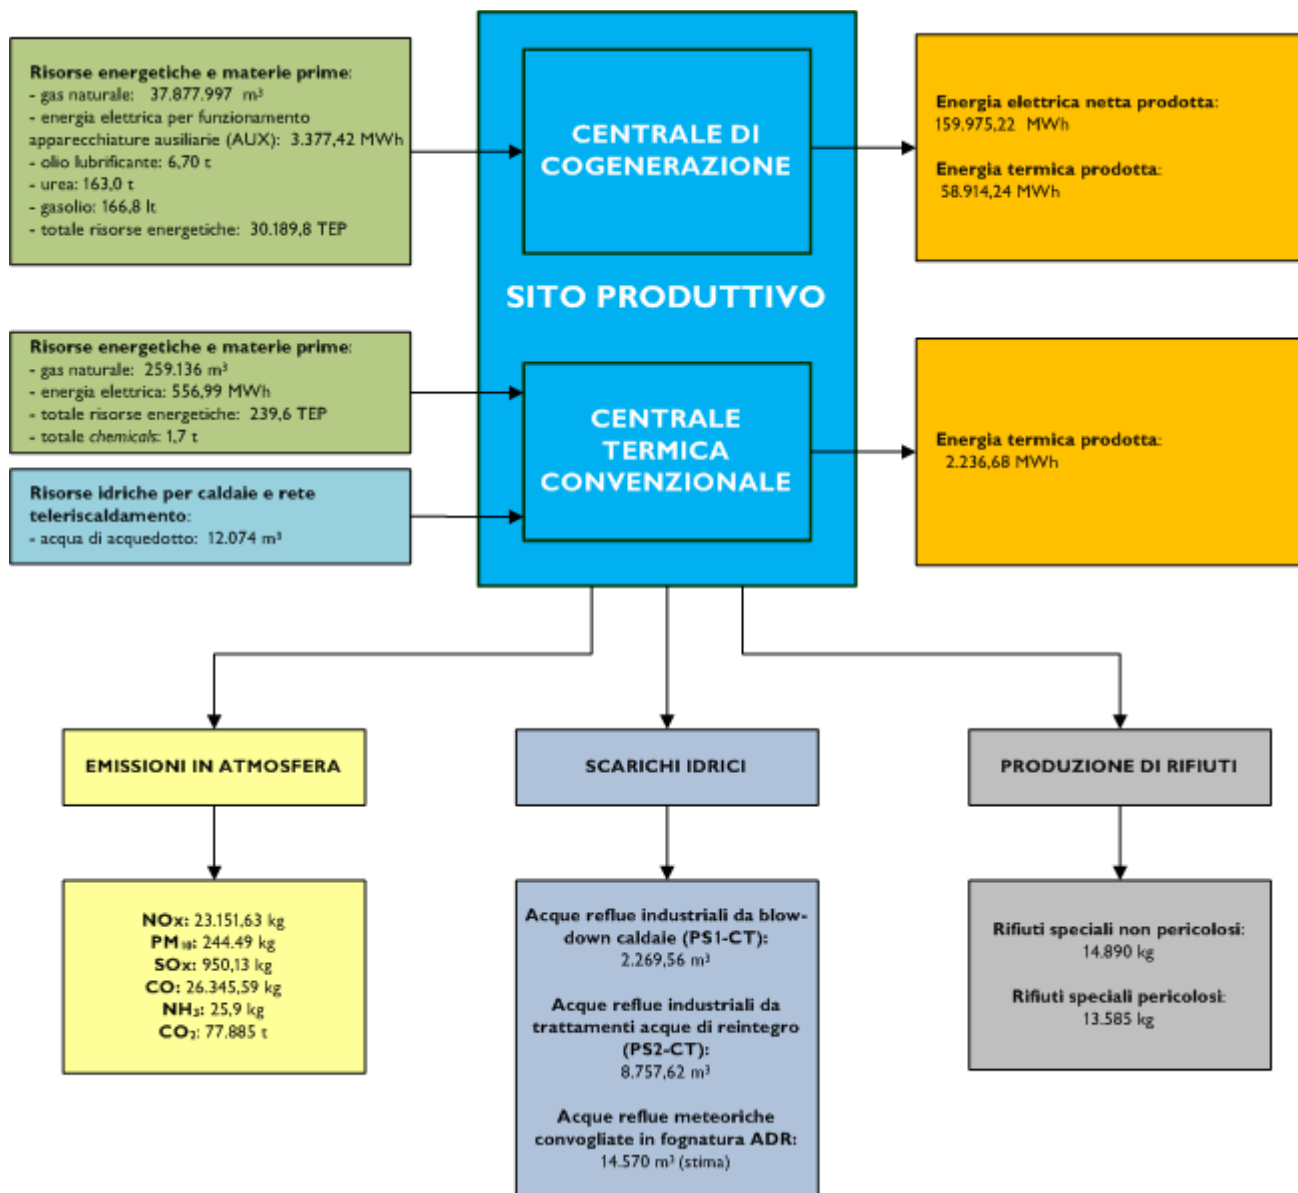 Risorse energetiche e materie prime:
- gas naturale: 37.877.997 m³
- energia elettrica per funzionamento
apparecchiature ausiliarie (AUX): 3.377,42 MWh
- olio lubrificante: 6,70 t
- urea: 163,0 t
- gasolio: 166,8 lt
- totale risorse energetiche: 30.189,8 TEP
CENTRALE DI
COGENERAZIONE
Energia elettrica netta prodotta:
159.975,22 MWh
Energia termica prodotta:
58.914,24 MWh
SITO PRODUTTIVO
Risorse energetiche e materie prime:
- gas naturale: 259.136 m³
- energia elettrica: 556,99 MWh
- totale risorse energetiche: 239,6 TEP
- totale chemicals: 1,7 t
Risorse idriche per caldaie e rete
teleriscaldamento:
- acqua di acquedotto: 12.074 m³
CENTRALE
TERMICA
CONVENZIONALE
Energia termica prodotta:
2.236,68 MWh
EMISSIONI IN ATMOSFERA
NOx: 23.151,63 kg
PM₁₀: 244.49 kg
SOx: 950,13 kg
CO: 26.345,59 kg
NH₃: 25,9 kg
CO₂: 77.885 t
SCARICHI IDRICI
Acque reflue industriali da blow-
down caldaie (PS1-CT):
2.269,56 m³
Acque reflue industriali da
trattamenti acque di reintegro
(PS2-CT):
8.757,62 m³
Acque reflue meteoriche
convogliate in fognatura ADR:
14.570 m³ (stima)
PRODUZIONE DI RIFIUTI
Rifiuti speciali non pericolosi:
14.890 kg
Rifiuti speciali pericolosi:
13.585 kg